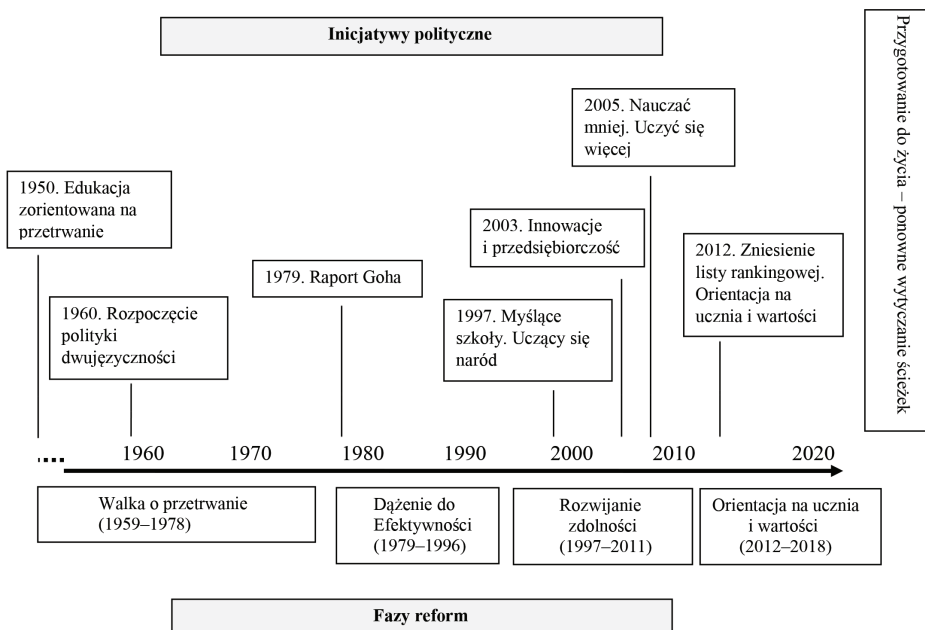 Inicjatywy polityczne
Przygotowanie do życia – ponowne wytyczanie ścieżek
2005. Nauczać
mniej. Uczyć się
więcej
1950. Edukacja
zorientowana na
przetrwanie
2003. Innowacje
i przedsiębiorczość
2012. Zniesienie
listy rankingowej.
Orientacja na
ucznia i wartości
1979. Raport Goha
1960. Rozpoczęcie
polityki
dwujęzyczności
1997. Myślące
szkoły. Uczący się
naród
1960 1970 1980 1990 2000 2010 2020
Walka o przetrwanie
(1959–1978)
Dążenie do
Efektywności
(1979–1996)
Rozwijanie
zdolności
(1997–2011)
Orientacja na ucznia
i wartości
(2012–2018)
Fazy reform